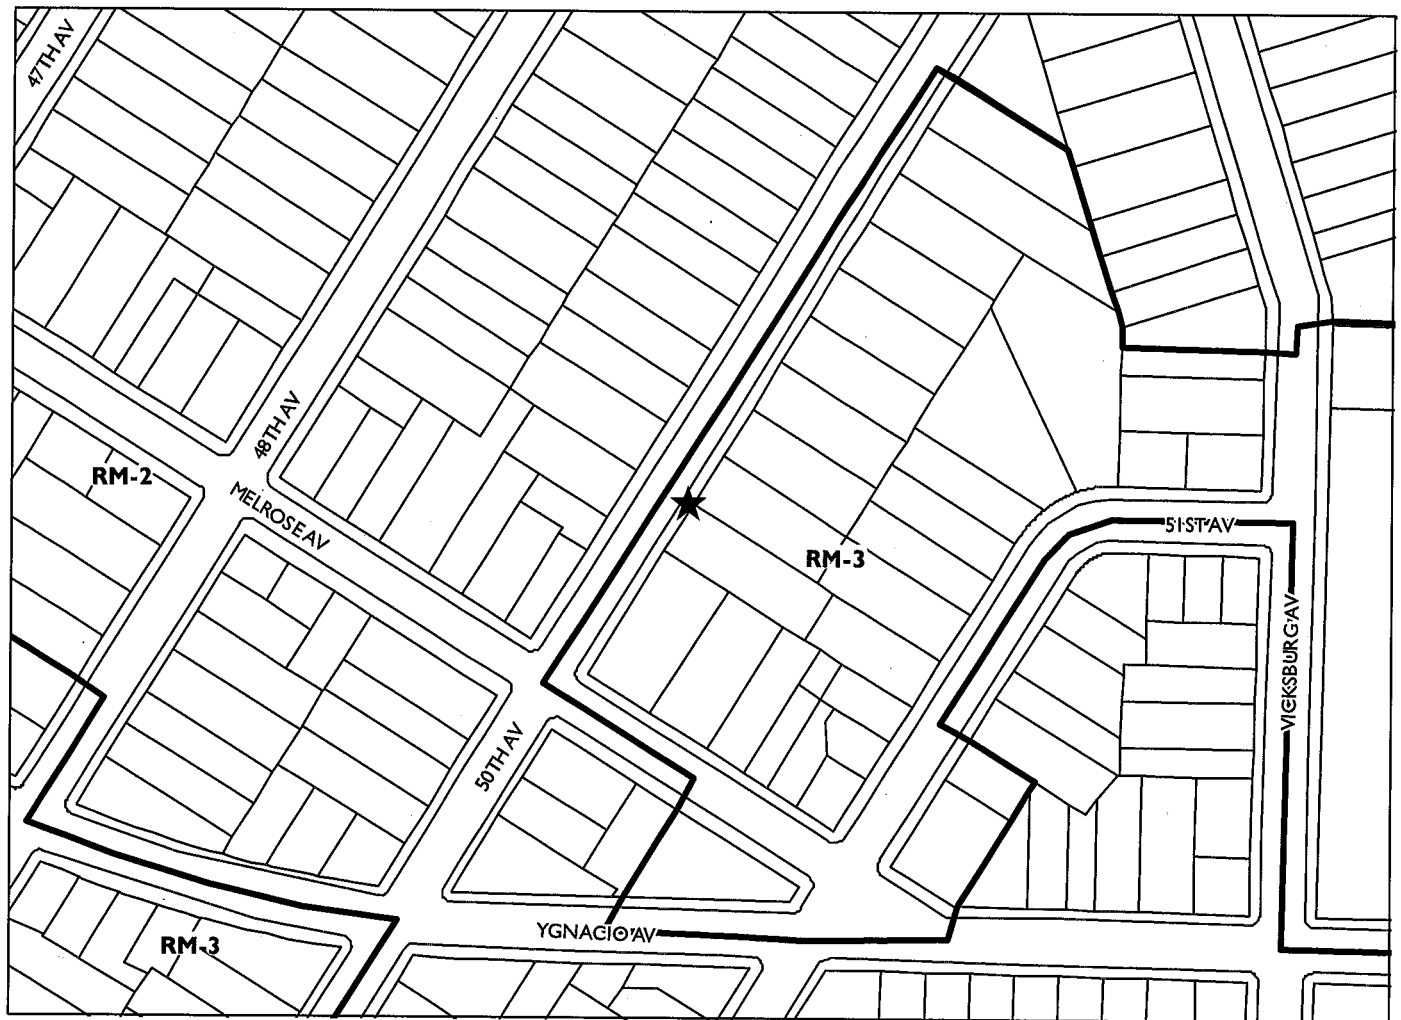 47TH AV
48TH AV
RM-2
MELROSE AV
51ST AV
RM-3
VICKSBURG AV
50TH AV
YGNACIO AV
RM-3